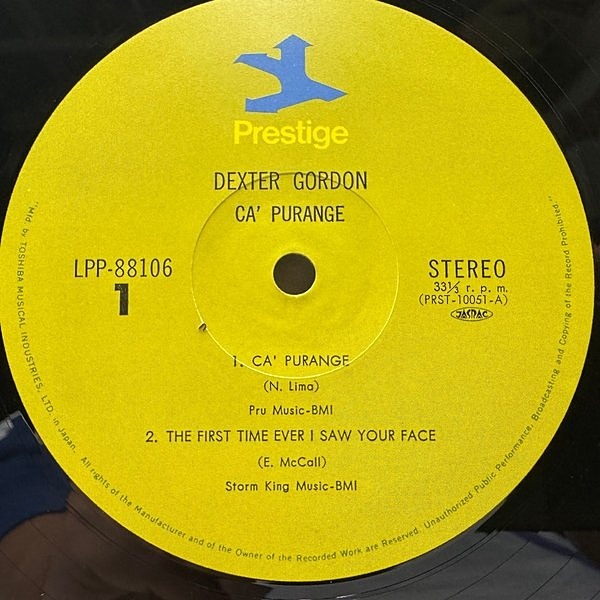 Prestige
DEXTER GORDON
CA' PURANGE
LPP-88106
1
STEREO
33⅓ r. p. m.
(PRST-10051-A)
JASRAC
1. CA' PURANGE
(N. Lima)
Pru Music-BMI
2. THE FIRST TIME EVER I SAW YOUR FACE
(E. McCall)
Storm King Music-BMI
"Mfd. by TOSHIBA MUSICAL INDUSTRIES, LTD. in Japan. All rights of the Manufacturer and of the Owner of the Recorded Work are Reserved. Unauthorized Public Performance, Broadcasting and Copying of the Record Prohibited."